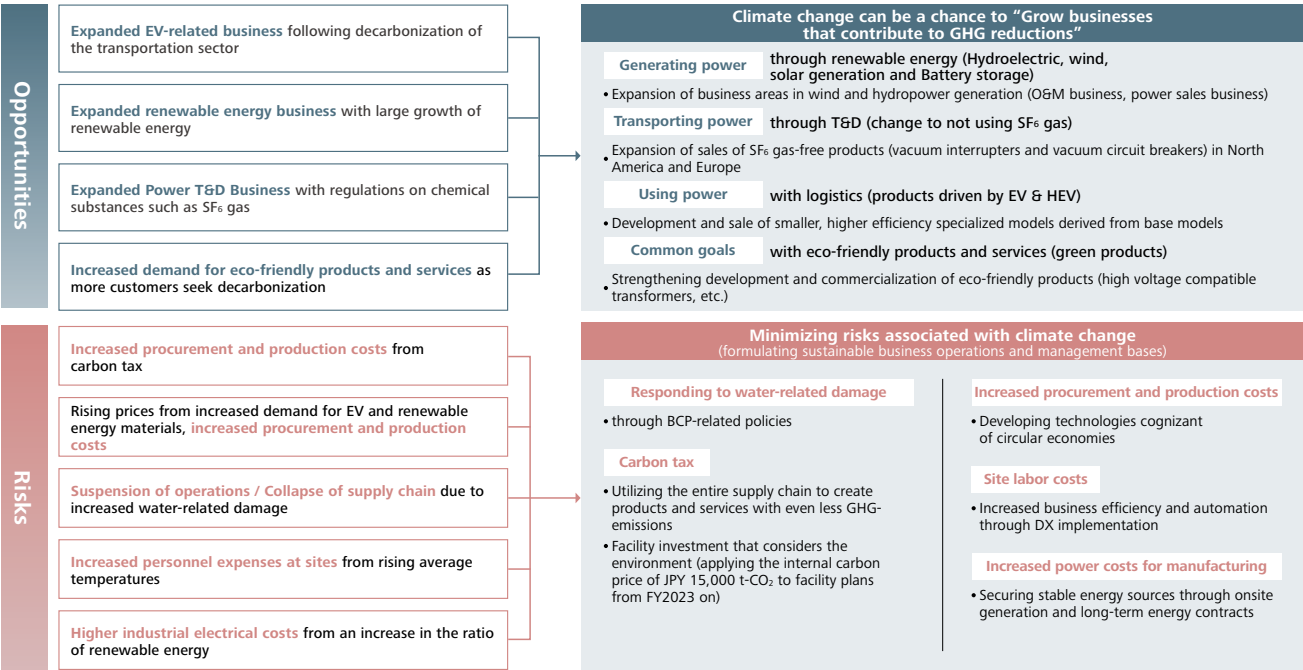 Opportunities
Expanded EV-related business following decarbonization of
the transportation sector
Expanded renewable energy business with large growth of
renewable energy
Expanded Power T&D Business with regulations on chemical
substances such as SF₆ gas
Increased demand for eco-friendly products and services as
more customers seek decarbonization
Climate change can be a chance to “Grow businesses
that contribute to GHG reductions”
Generating power through renewable energy (Hydroelectric, wind,
solar generation and Battery storage)
• Expansion of business areas in wind and hydropower generation (O&M business, power sales business)
Transporting power through T&D (change to not using SF₆ gas)
• Expansion of sales of SF₆ gas-free products (vacuum interrupters and vacuum circuit breakers) in North
America and Europe
Using power with logistics (products driven by EV & HEV)
• Development and sale of smaller, higher efficiency specialized models derived from base models
Common goals with eco-friendly products and services (green products)
• Strengthening development and commercialization of eco-friendly products (high voltage compatible
transformers, etc.)
Risks
Increased procurement and production costs from
carbon tax
Rising prices from increased demand for EV and renewable
energy materials, increased procurement and production
costs
Suspension of operations / Collapse of supply chain due to
increased water-related damage
Increased personnel expenses at sites from rising average
temperatures
Higher industrial electrical costs from an increase in the ratio
of renewable energy
Minimizing risks associated with climate change
(formulating sustainable business operations and management bases)
Responding to water-related damage
• through BCP-related policies
Carbon tax
• Utilizing the entire supply chain to create
products and services with even less GHG-
emissions
• Facility investment that considers the
environment (applying the internal carbon
price of JPY 15,000 t-CO₂ to facility plans
from FY2023 on)
Increased procurement and production costs
• Developing technologies cognizant
of circular economies
Site labor costs
• Increased business efficiency and automation
through DX implementation
Increased power costs for manufacturing
• Securing stable energy sources through onsite
generation and long-term energy contracts